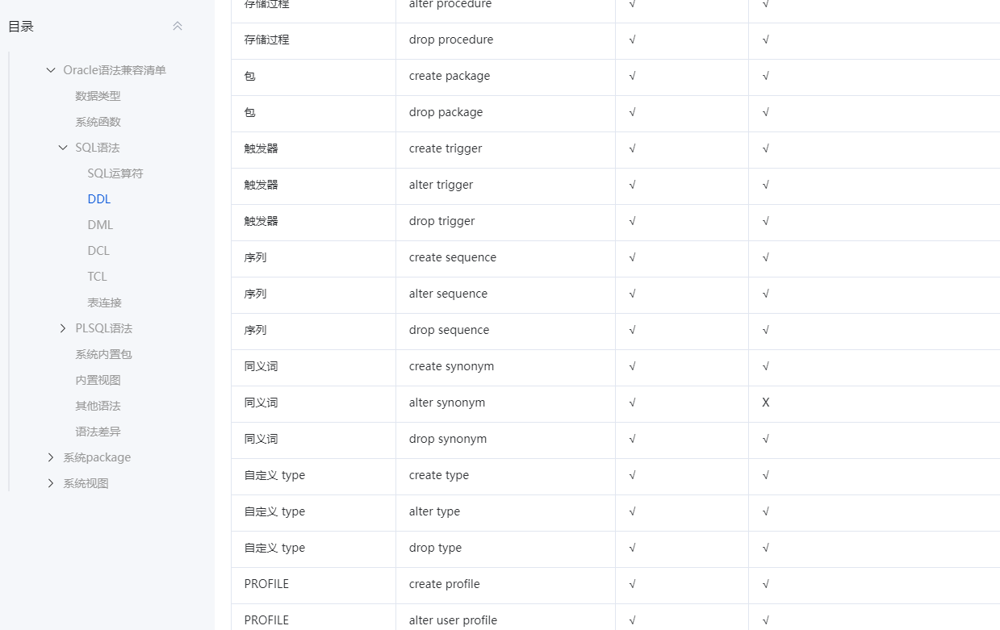 目录
Oracle语法兼容清单
数据类型
系统函数
SQL语法
SQL运算符
DDL
DML
DCL
TCL
表连接
PLSQL语法
系统内置包
内置视图
其他语法
语法差异
系统package
系统视图
存储过程 alter procedure √ √
存储过程 drop procedure √ √
包 create package √ √
包 drop package √ √
触发器 create trigger √ √
触发器 alter trigger √ √
触发器 drop trigger √ √
序列 create sequence √ √
序列 alter sequence √ √
序列 drop sequence √ √
同义词 create synonym √ √
同义词 alter synonym √ X
同义词 drop synonym √ √
自定义 type create type √ √
自定义 type alter type √ √
自定义 type drop type √ √
PROFILE create profile √ √
PROFILE alter user profile √ √